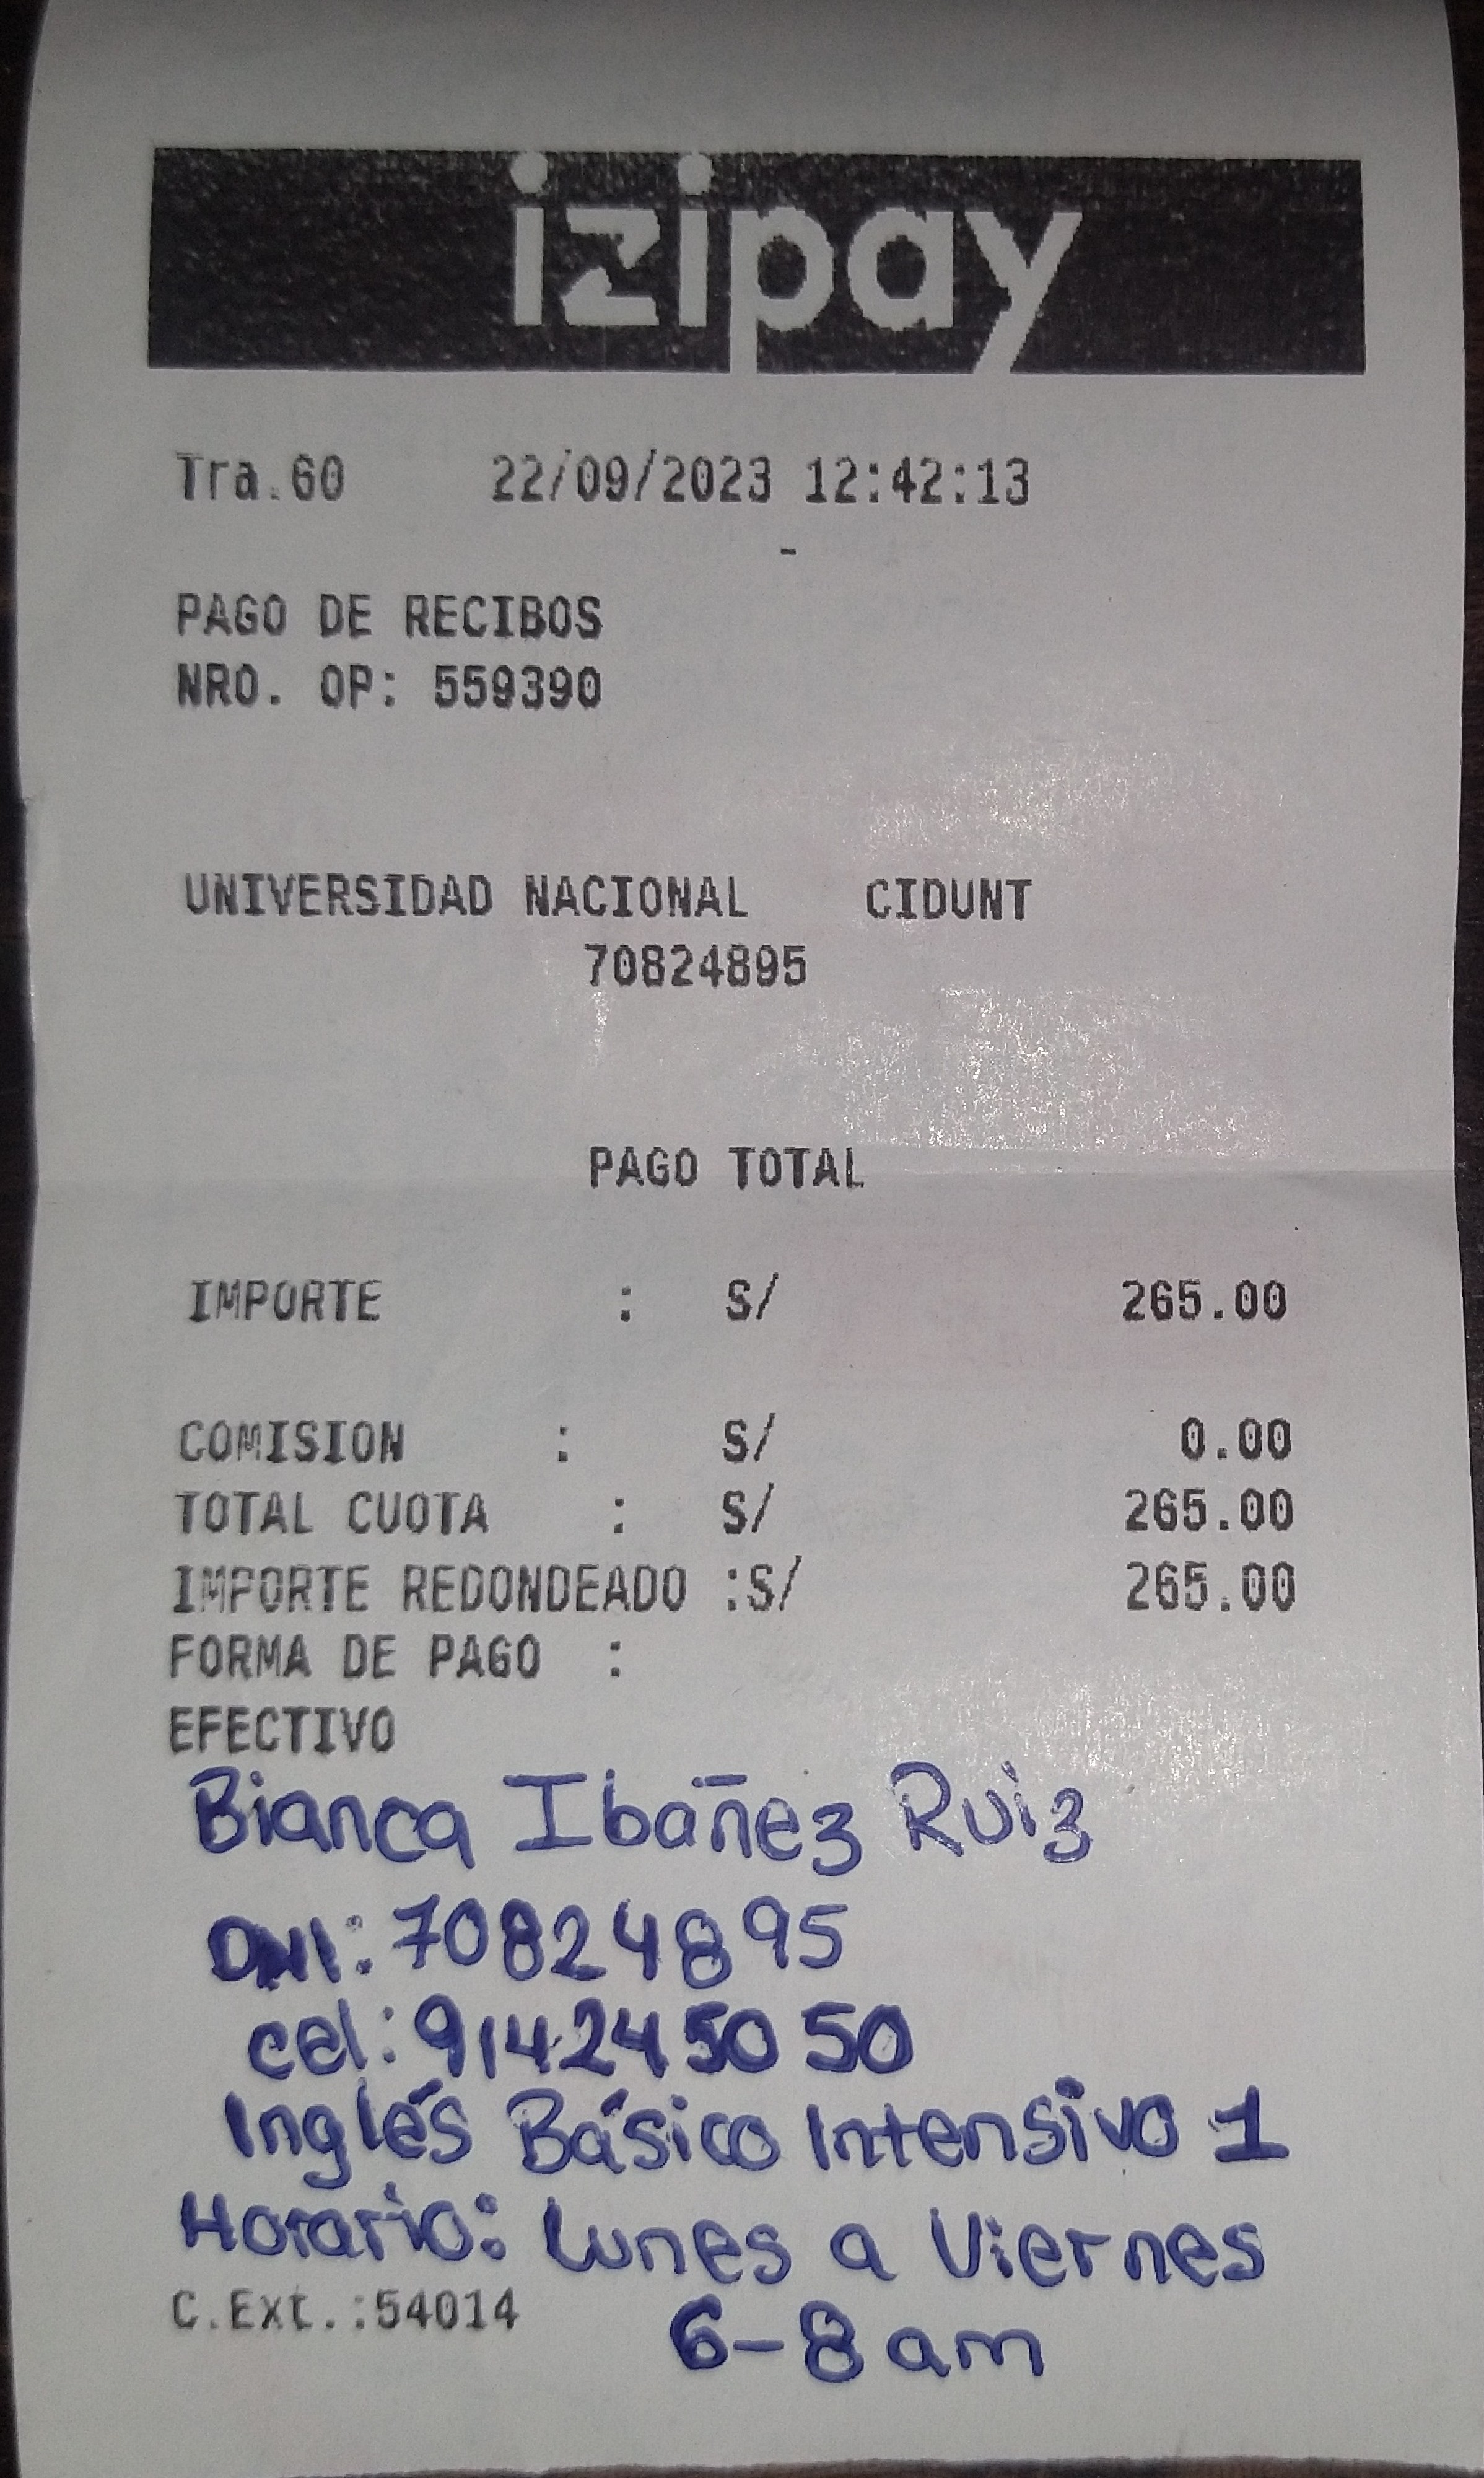 izipay
Tra.60 22/09/2023 12:42:13
-
PAGO DE RECIBOS
NRO. OP: 559390
UNIVERSIDAD NACIONAL CIDUNT
70824895
PAGO TOTAL
IMPORTE : S/ 265.00
COMISION : S/ 0.00
TOTAL CUOTA : S/ 265.00
IMPORTE REDONDEADO :S/ 265.00
FORMA DE PAGO :
EFECTIVO
Bianca Ibañez Ruiz
DNI: 70824895
cel: 914245050
Inglés Básico Intensivo 1
Horario: Lunes a Viernes
C.Ext.:54014
6-8 am